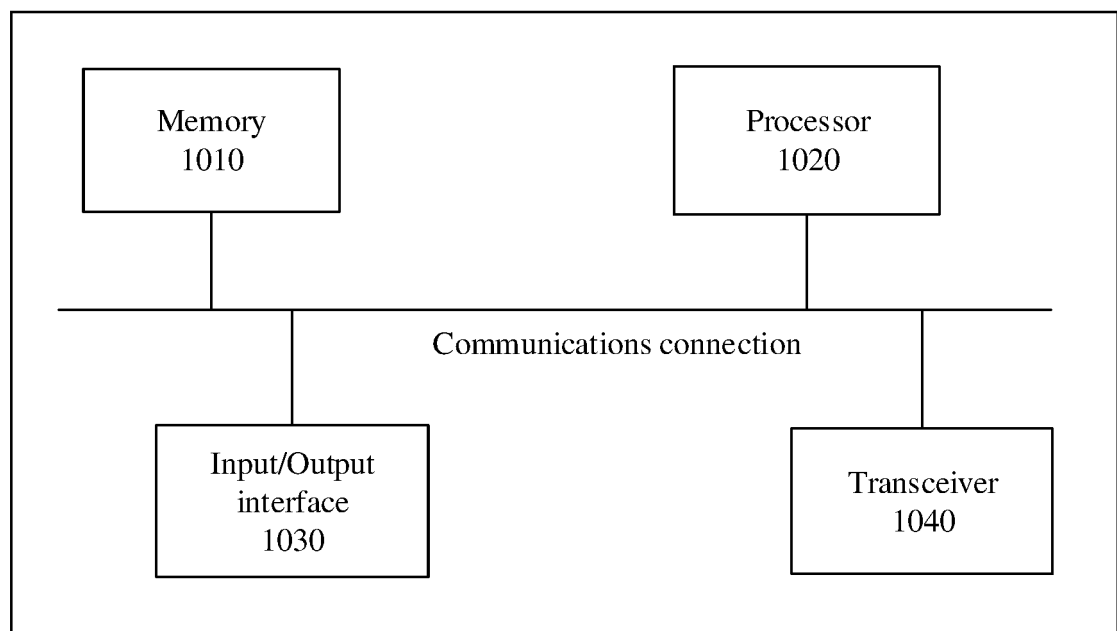 Memory
1010
Processor
1020
Communications connection
Input/Output
interface
1030
Transceiver
1040